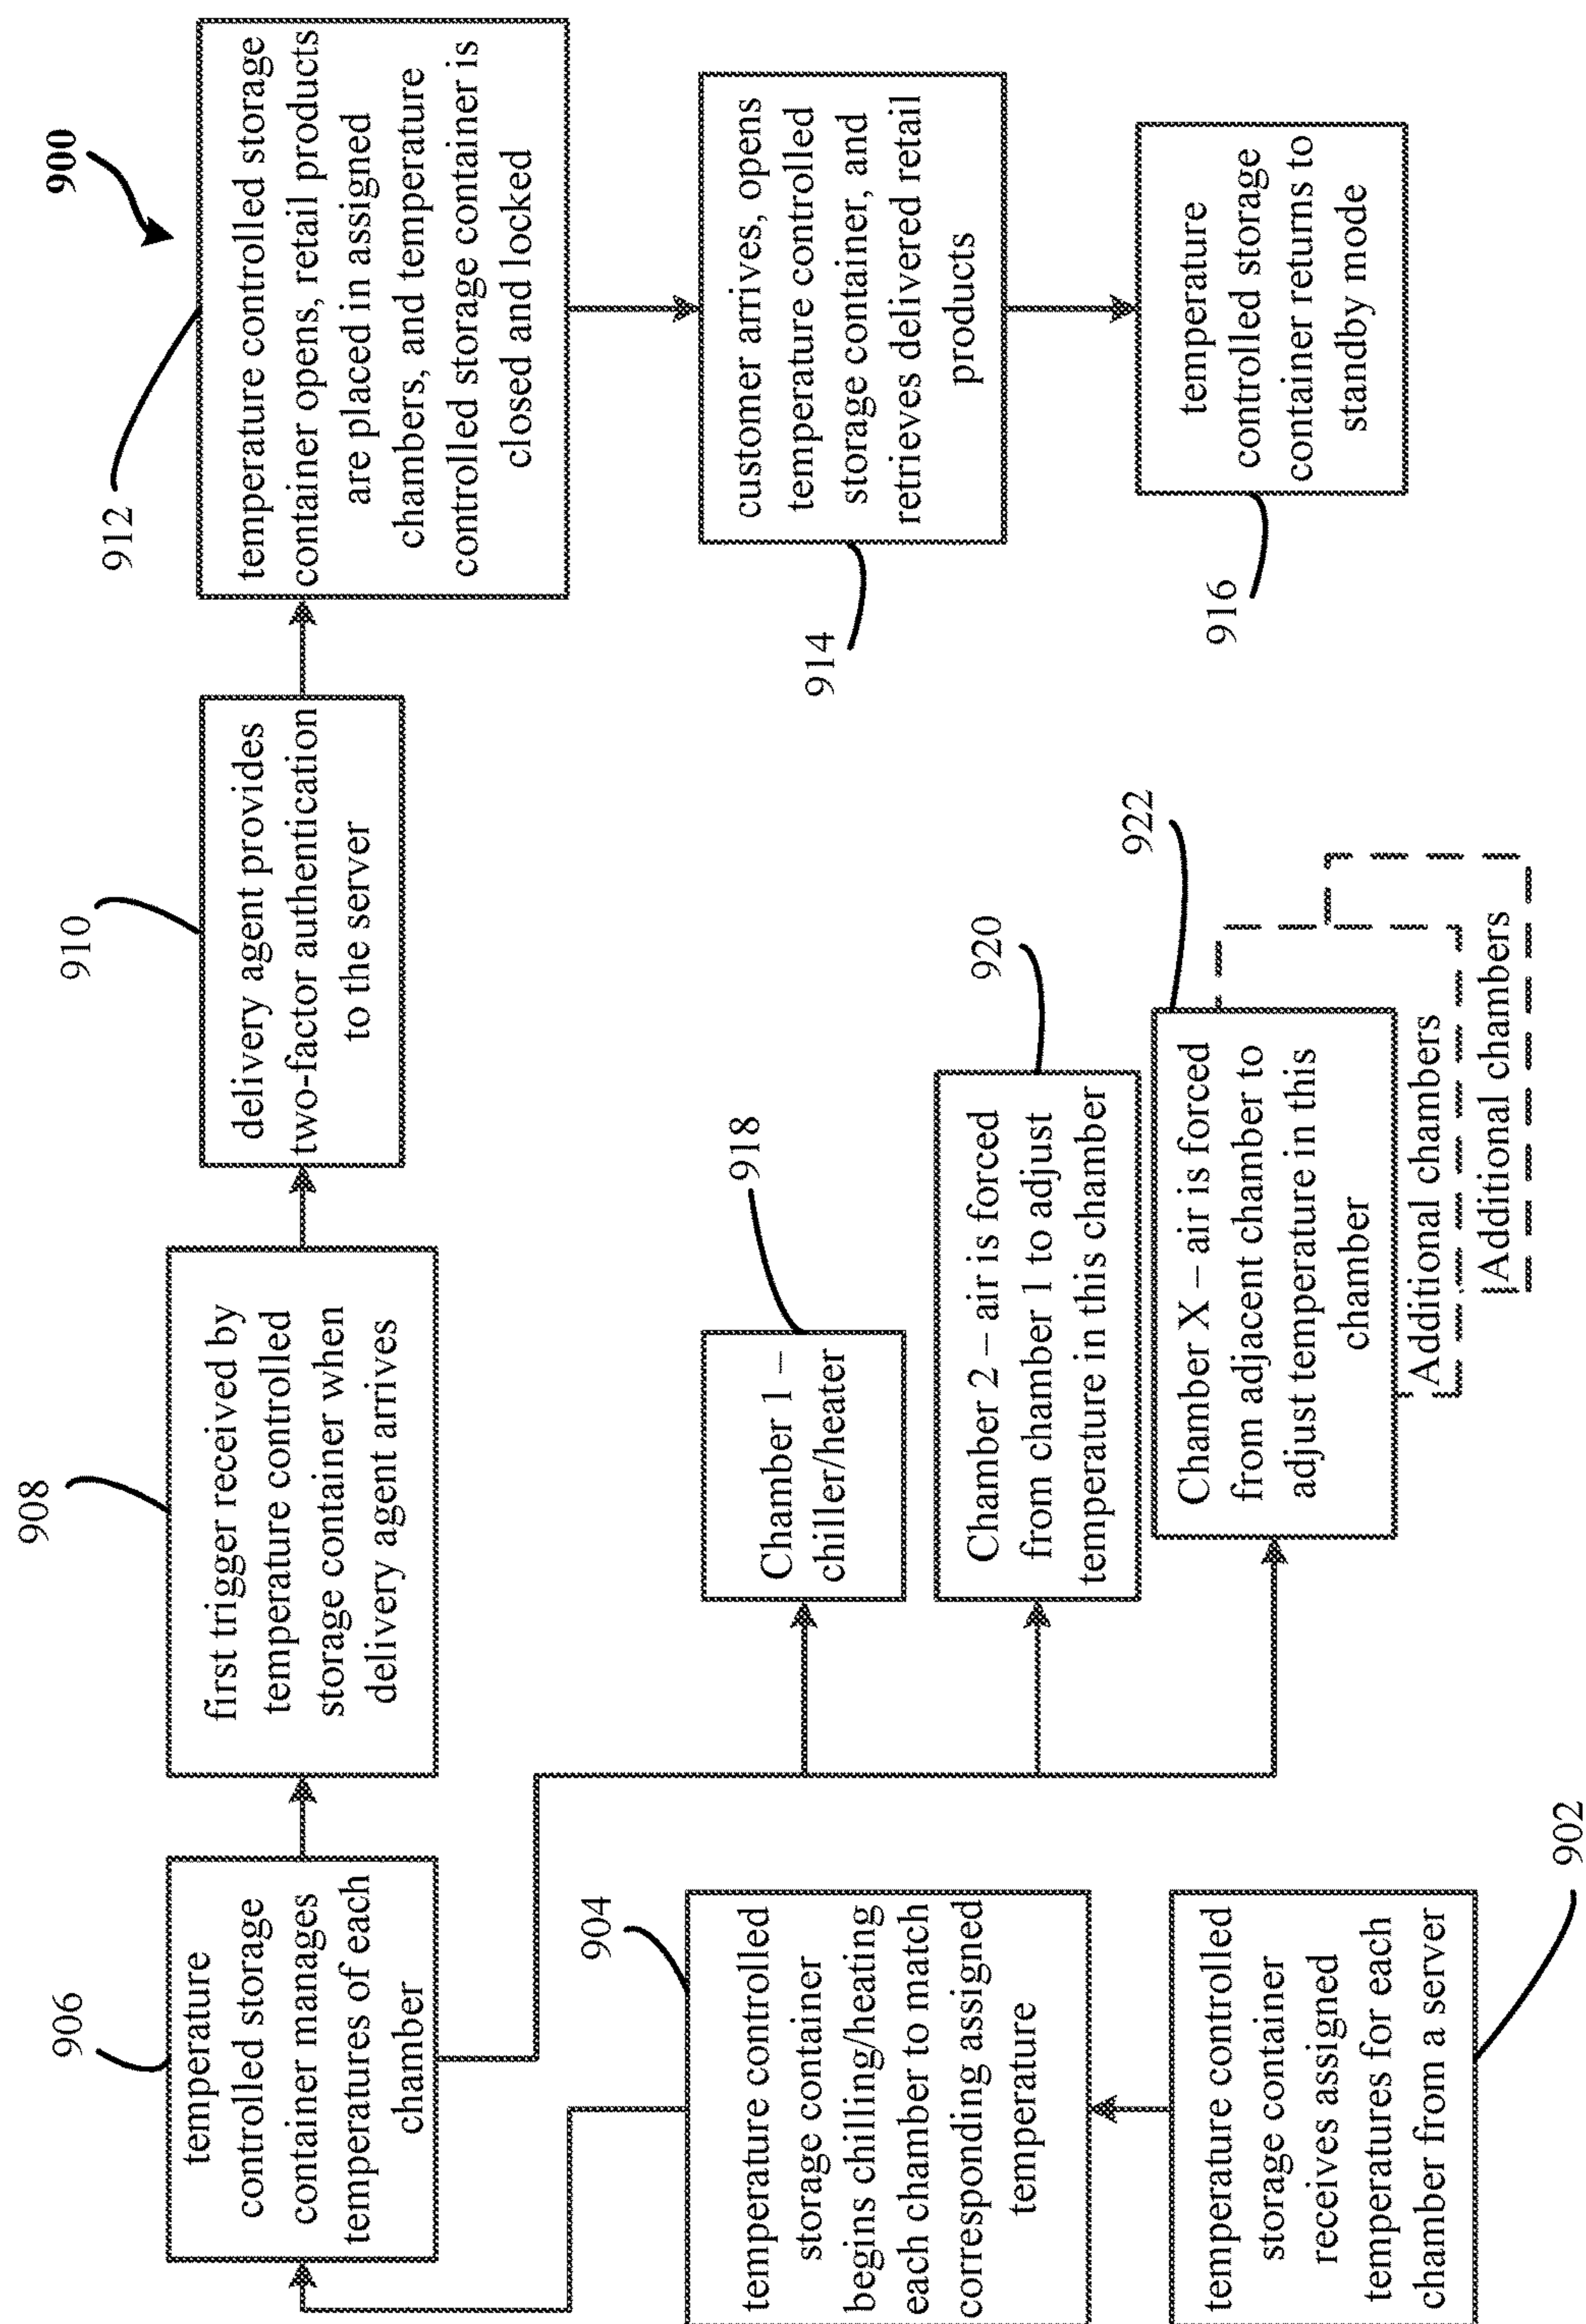 900
906
temperature
controlled storage
container manages
temperatures of each
chamber
908
first trigger received by
temperature controlled
storage container when
delivery agent arrives
910
delivery agent provides
two-factor authentication
to the server
912
temperature controlled storage
container opens, retail products
are placed in assigned
chambers, and temperature
controlled storage container is
closed and locked
904
temperature controlled
storage container
begins chilling/heating
each chamber to match
corresponding assigned
temperature
918
Chamber 1 –
chiller/heater
914
customer arrives, opens
temperature controlled
storage container, and
retrieves delivered retail
products
920
Chamber 2 – air is forced
from chamber 1 to adjust
temperature in this chamber
902
temperature controlled
storage container
receives assigned
temperatures for each
chamber from a server
922
Chamber X – air is forced
from adjacent chamber to
adjust temperature in this
chamber
Additional chambers
Additional chambers
916
temperature
controlled storage
container returns to
standby mode